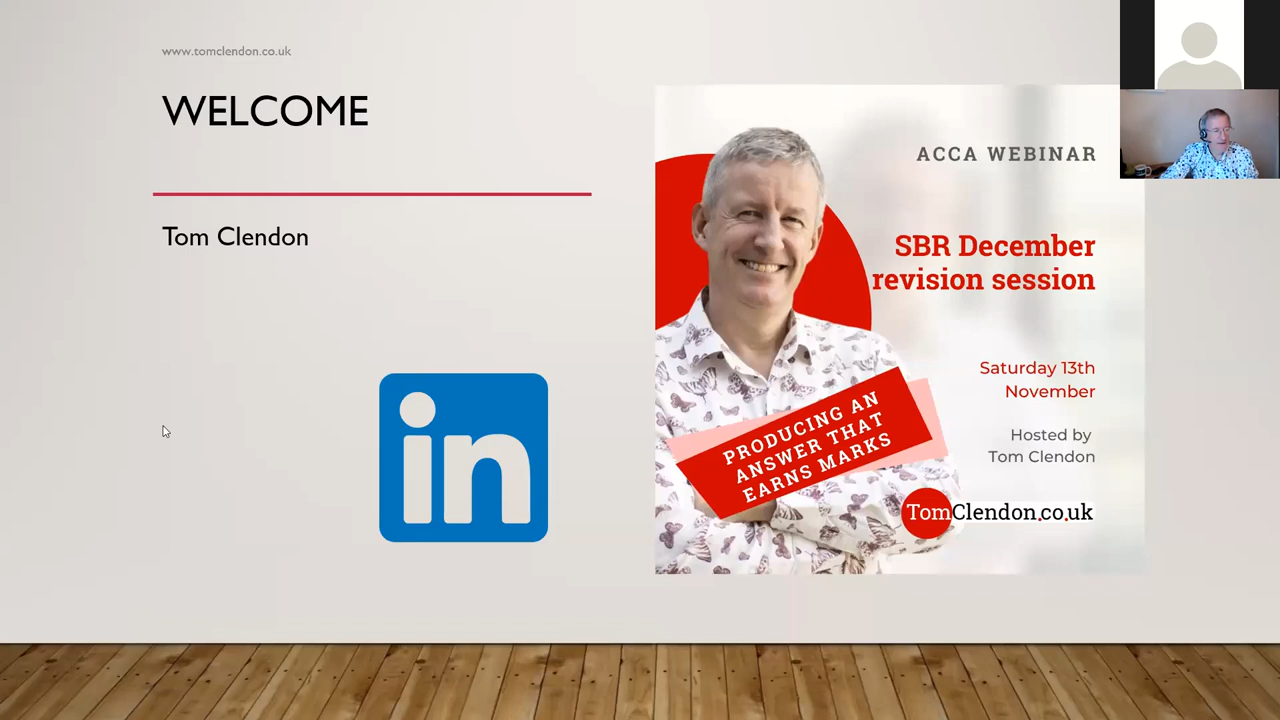 www.tomclendon.co.uk
WELCOME
Tom Clendon
in
ACCA WEBINAR
SBR December
revision session
Saturday 13th
November
Hosted by
Tom Clendon
PRODUCING AN
ANSWER THAT
EARNS MARKS
TomClendon.co.uk